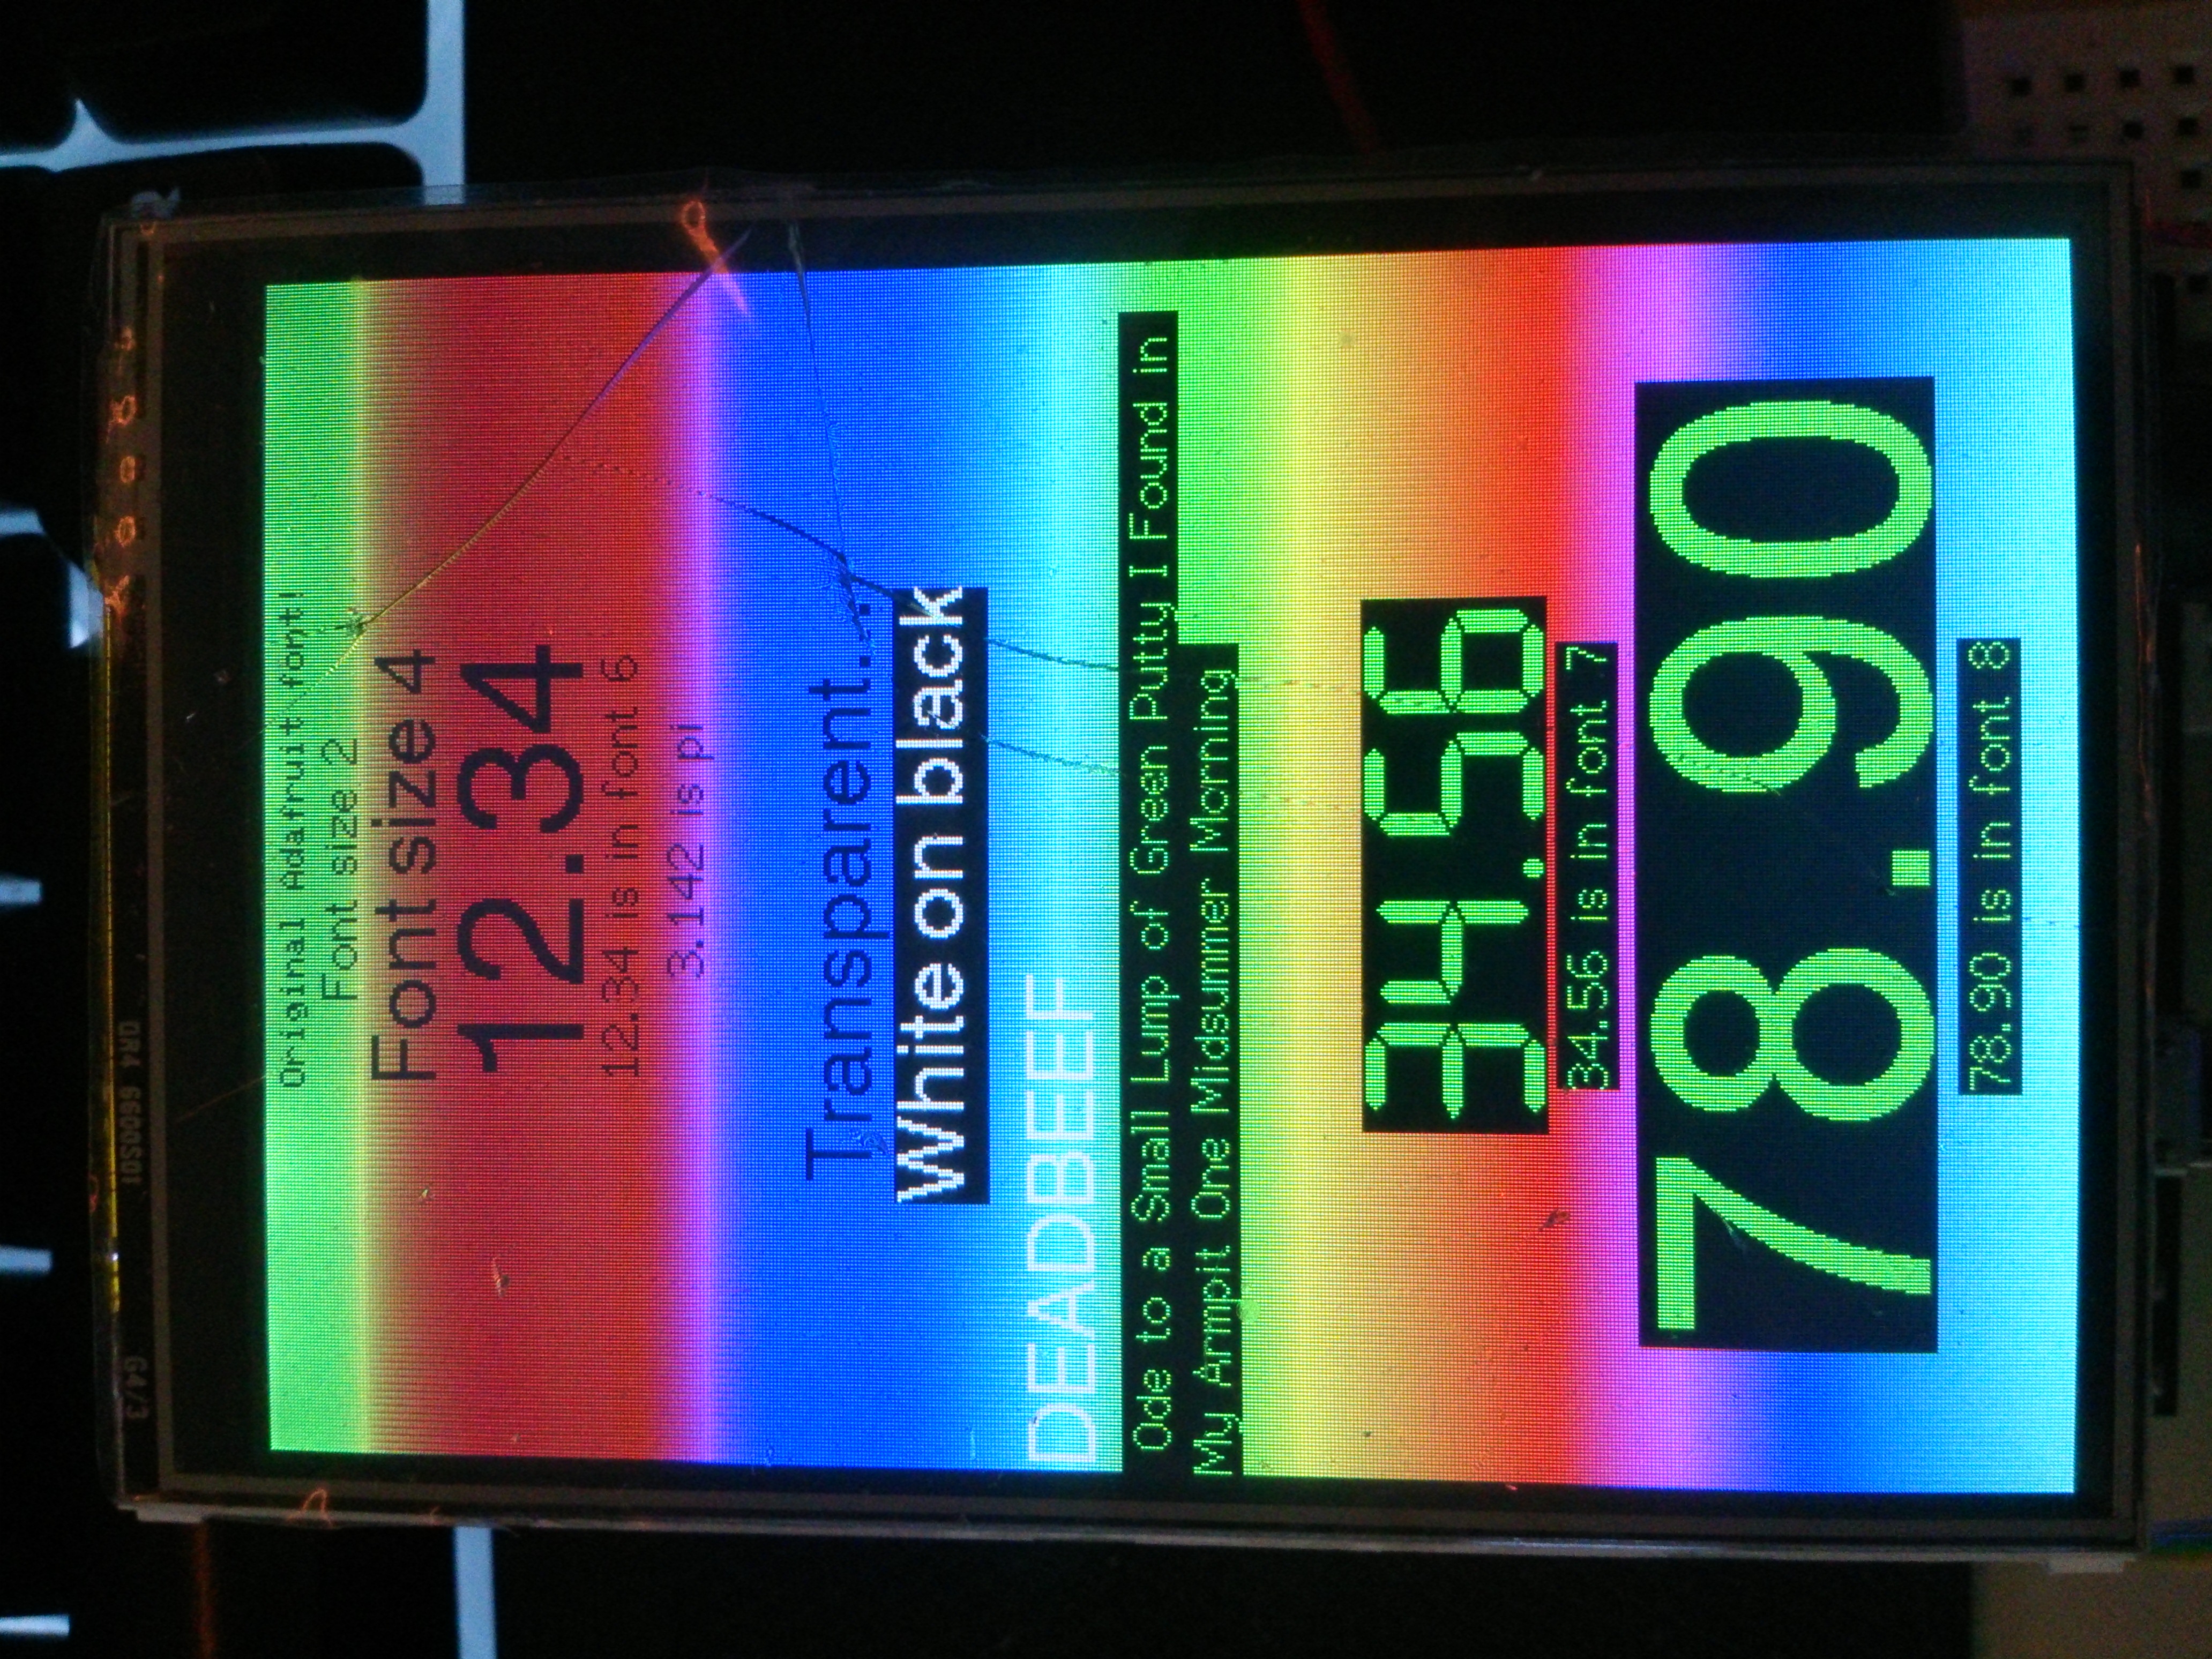 Original Adafruit font!
Font size 2
Font size 4
12.34
12.34 is in font 6
3.142 is pi
Transparent...
White on black
DEADBEEF
Ode to a Small Lump of Green Putty I Found in
My Armpit One Midsummer Morning
34.56
34.56 is in font 7
78.90
78.90 is in font 8